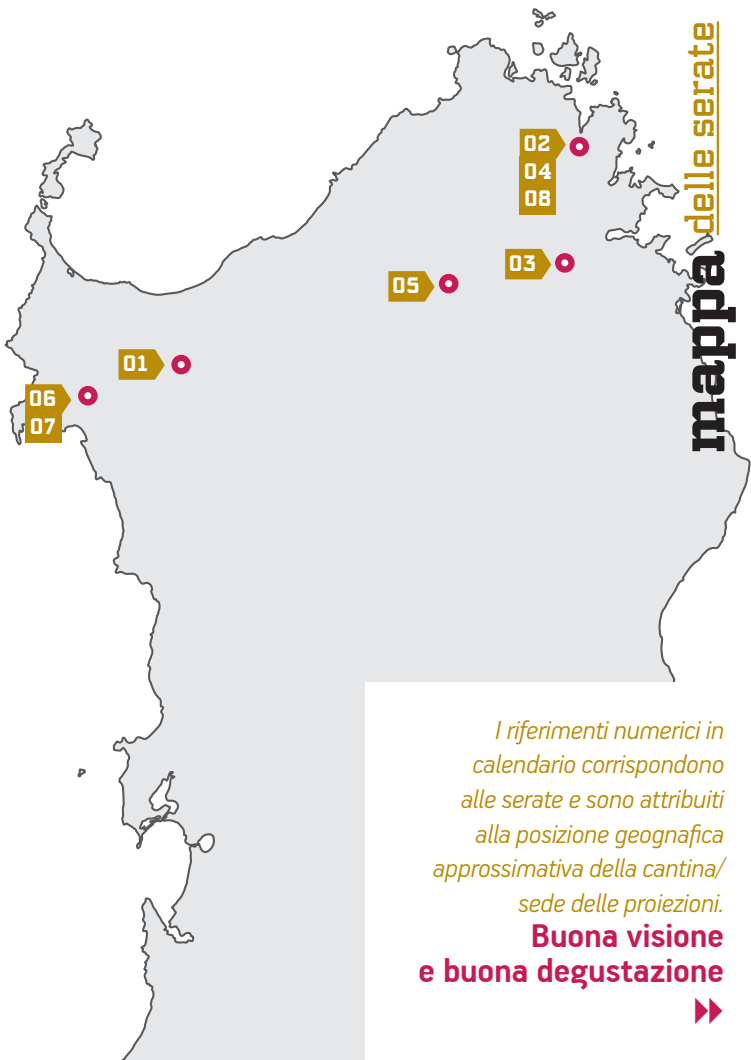 mappa delle serate
02
04
08
03
05
01
06
07
I riferimenti numerici in
calendario corrispondono
alle serate e sono attribuiti
alla posizione geognafica
approssimativa della cantina/
sede delle proiezioni.
Buona visione
e buona degustazione